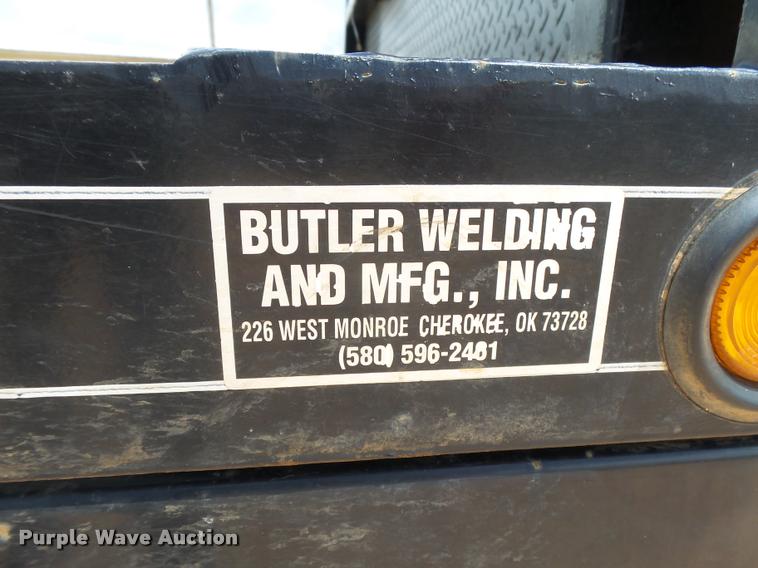 BUTLER WELDING
AND MFG., INC.
226 WEST MONROE CHEROKEE, OK 73728
(580) 596-2461
Purple Wave Auction